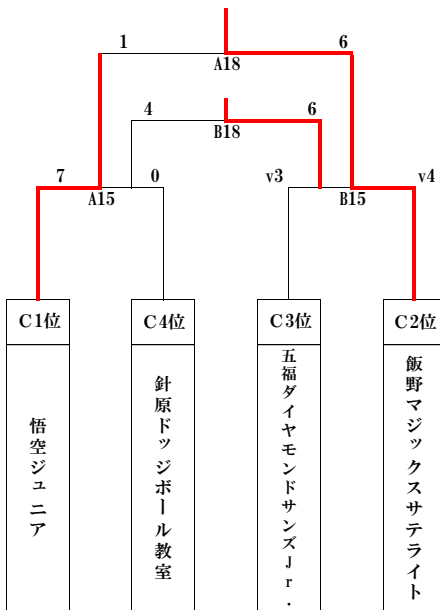 1
6
A18
4
6
B18
7
0
v3
v4
A15
B15
C1位
C4位
C3位
C2位
悟空ジュニア
針原ドッジボール教室
五福ダイヤモンドサンズJr.
飯野マジックスサテライト